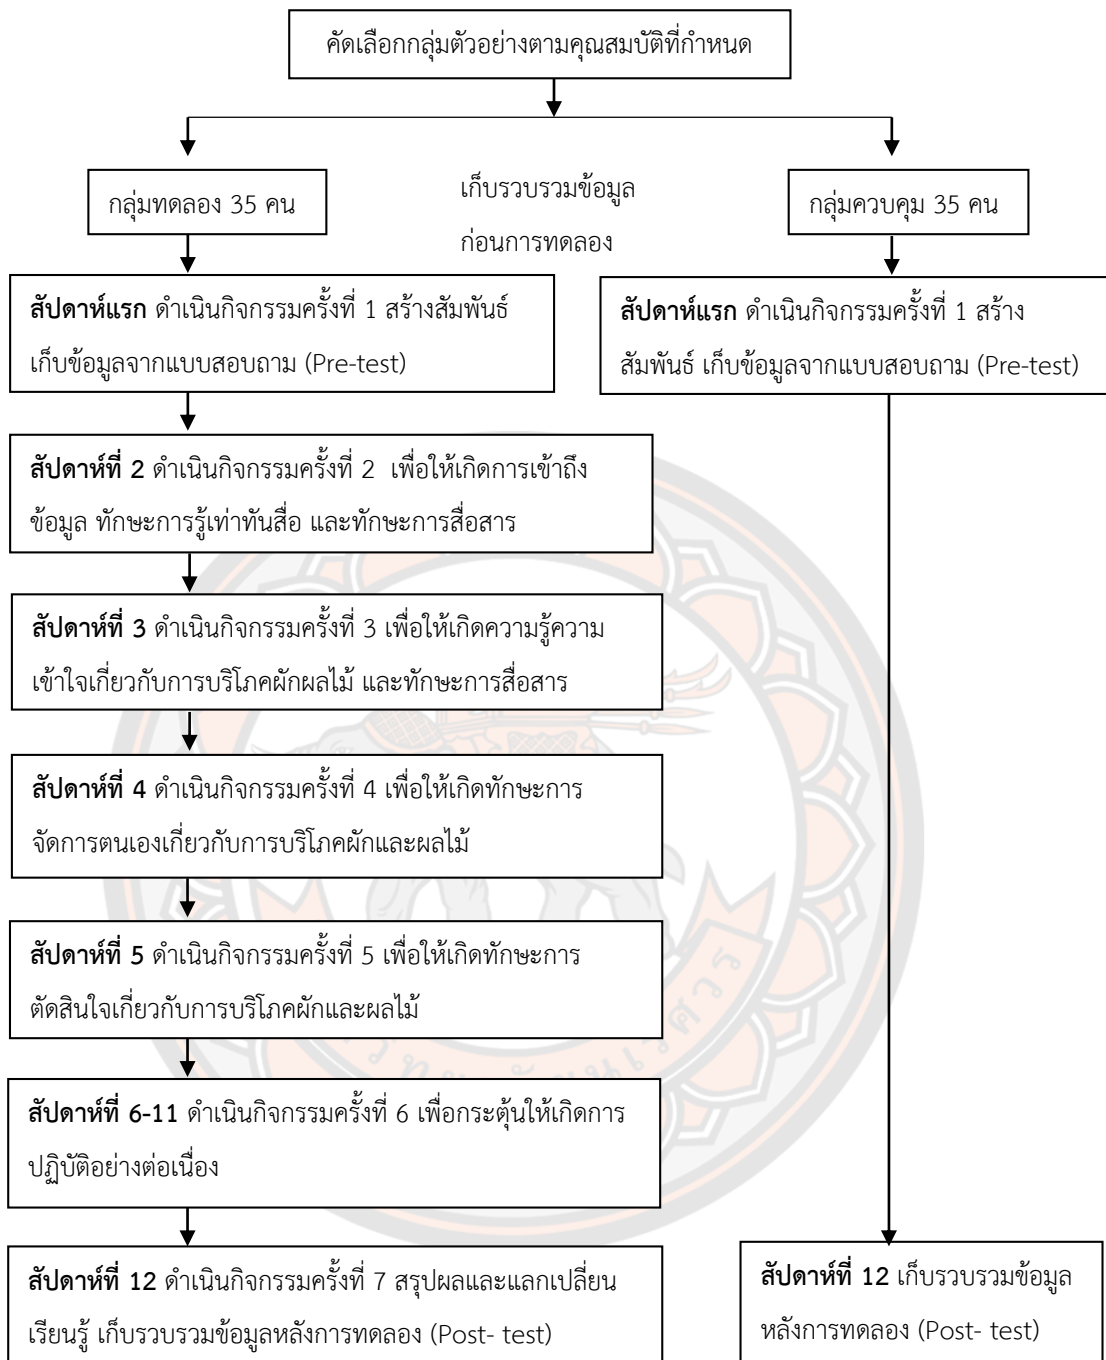 คัดเลือกกลุ่มตัวอย่างตามคุณสมบัติที่กำหนด
กลุ่มทดลอง 35 คน
เก็บรวบรวมข้อมูล
ก่อนการทดลอง
กลุ่มควบคุม 35 คน
สัปดาห์แรก ดำเนินกิจกรรมครั้งที่ 1 สร้างสัมพันธ์
เก็บข้อมูลจากแบบสอบถาม (Pre-test)
สัปดาห์แรก ดำเนินกิจกรรมครั้งที่ 1 สร้าง
สัมพันธ์ เก็บข้อมูลจากแบบสอบถาม (Pre-test)
สัปดาห์ที่ 2 ดำเนินกิจกรรมครั้งที่ 2 เพื่อให้เกิดการเข้าถึง
ข้อมูล ทักษะการรู้เท่าทันสื่อ และทักษะการสื่อสาร
สัปดาห์ที่ 3 ดำเนินกิจกรรมครั้งที่ 3 เพื่อให้เกิดความรู้ความ
เข้าใจเกี่ยวกับการบริโภคผักผลไม้ และทักษะการสื่อสาร
สัปดาห์ที่ 4 ดำเนินกิจกรรมครั้งที่ 4 เพื่อให้เกิดทักษะการ
จัดการตนเองเกี่ยวกับการบริโภคผักและผลไม้
สัปดาห์ที่ 5 ดำเนินกิจกรรมครั้งที่ 5 เพื่อให้เกิดทักษะการ
ตัดสินใจเกี่ยวกับการบริโภคผักและผลไม้
สัปดาห์ที่ 6-11 ดำเนินกิจกรรมครั้งที่ 6 เพื่อกระตุ้นให้เกิดการ
ปฏิบัติอย่างต่อเนื่อง
สัปดาห์ที่ 12 ดำเนินกิจกรรมครั้งที่ 7 สรุปผลและแลกเปลี่ยน
เรียนรู้ เก็บรวบรวมข้อมูลหลังการทดลอง (Post- test)
สัปดาห์ที่ 12 เก็บรวบรวมข้อมูล
หลังการทดลอง (Post- test)